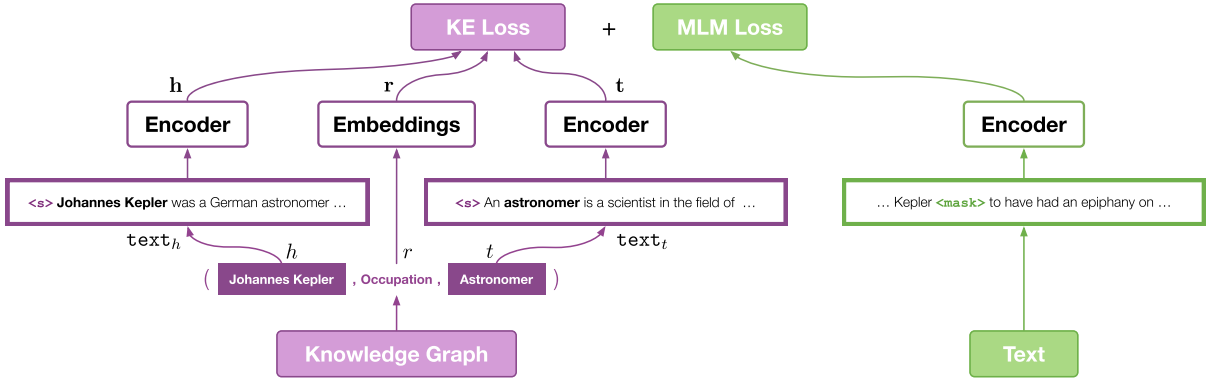 KE Loss + MLM Loss
h r t
Encoder Embeddings Encoder Encoder
<s> Johannes Kepler was a German astronomer ...
<s> An astronomer is a scientist in the field of ...
... Kepler <mask> to have had an epiphany on ...
text_h h r t text_t
( Johannes Kepler , Occupation , Astronomer )
Knowledge Graph Text